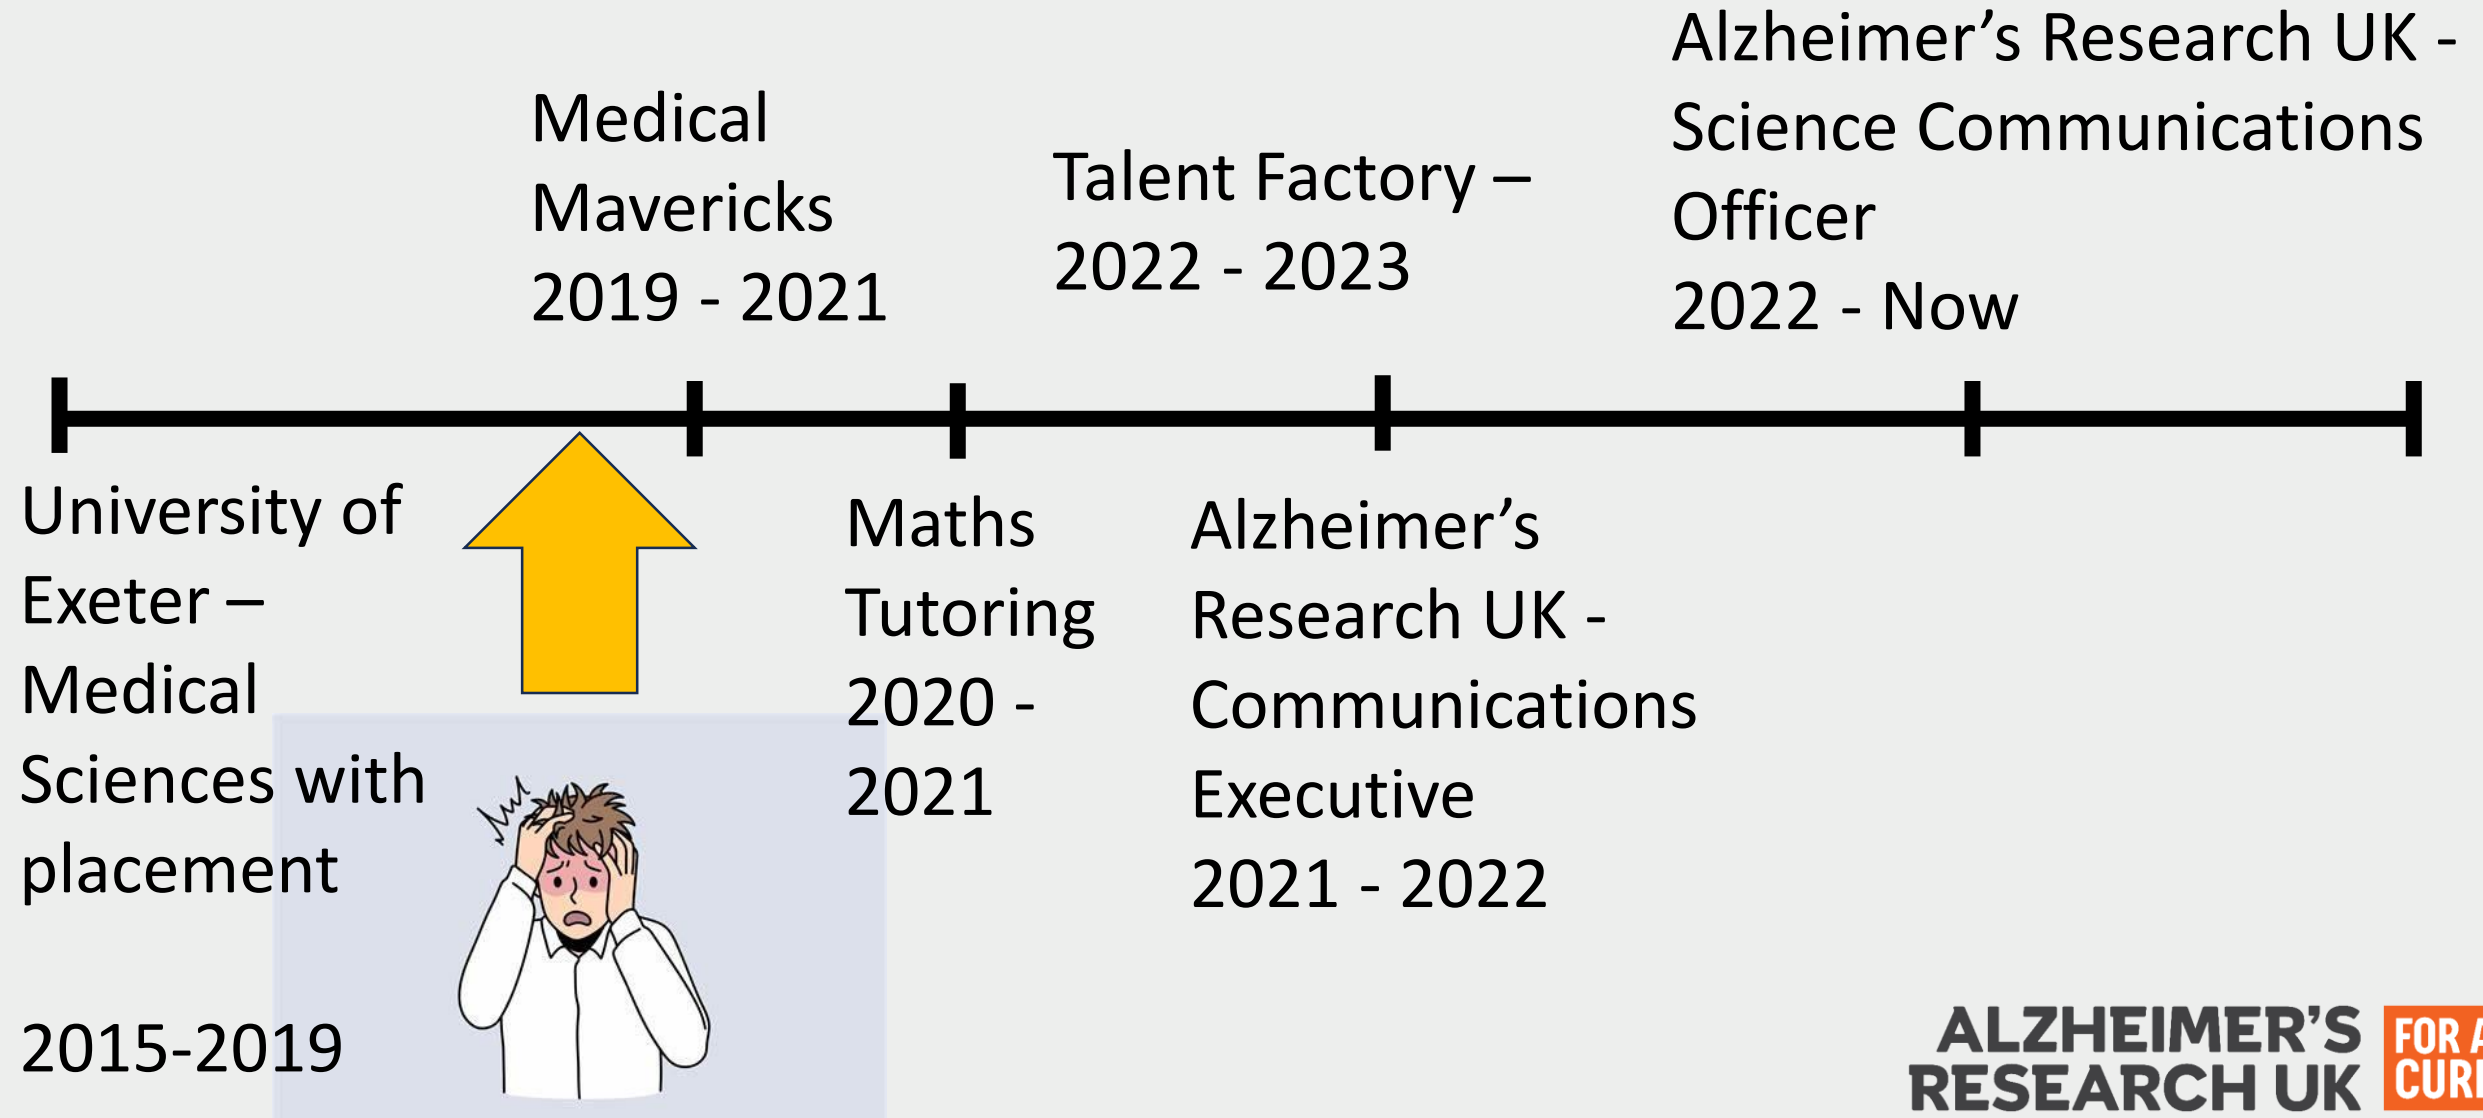 Alzheimer’s Research UK -
Science Communications
Officer
2022 - Now
Medical
Mavericks
2019 - 2021
Talent Factory –
2022 - 2023
University of
Exeter –
Medical
Sciences with
placement
2015-2019
Maths
Tutoring
2020 -
2021
Alzheimer’s
Research UK -
Communications
Executive
2021 - 2022
ALZHEIMER’S
RESEARCH UK
FOR A